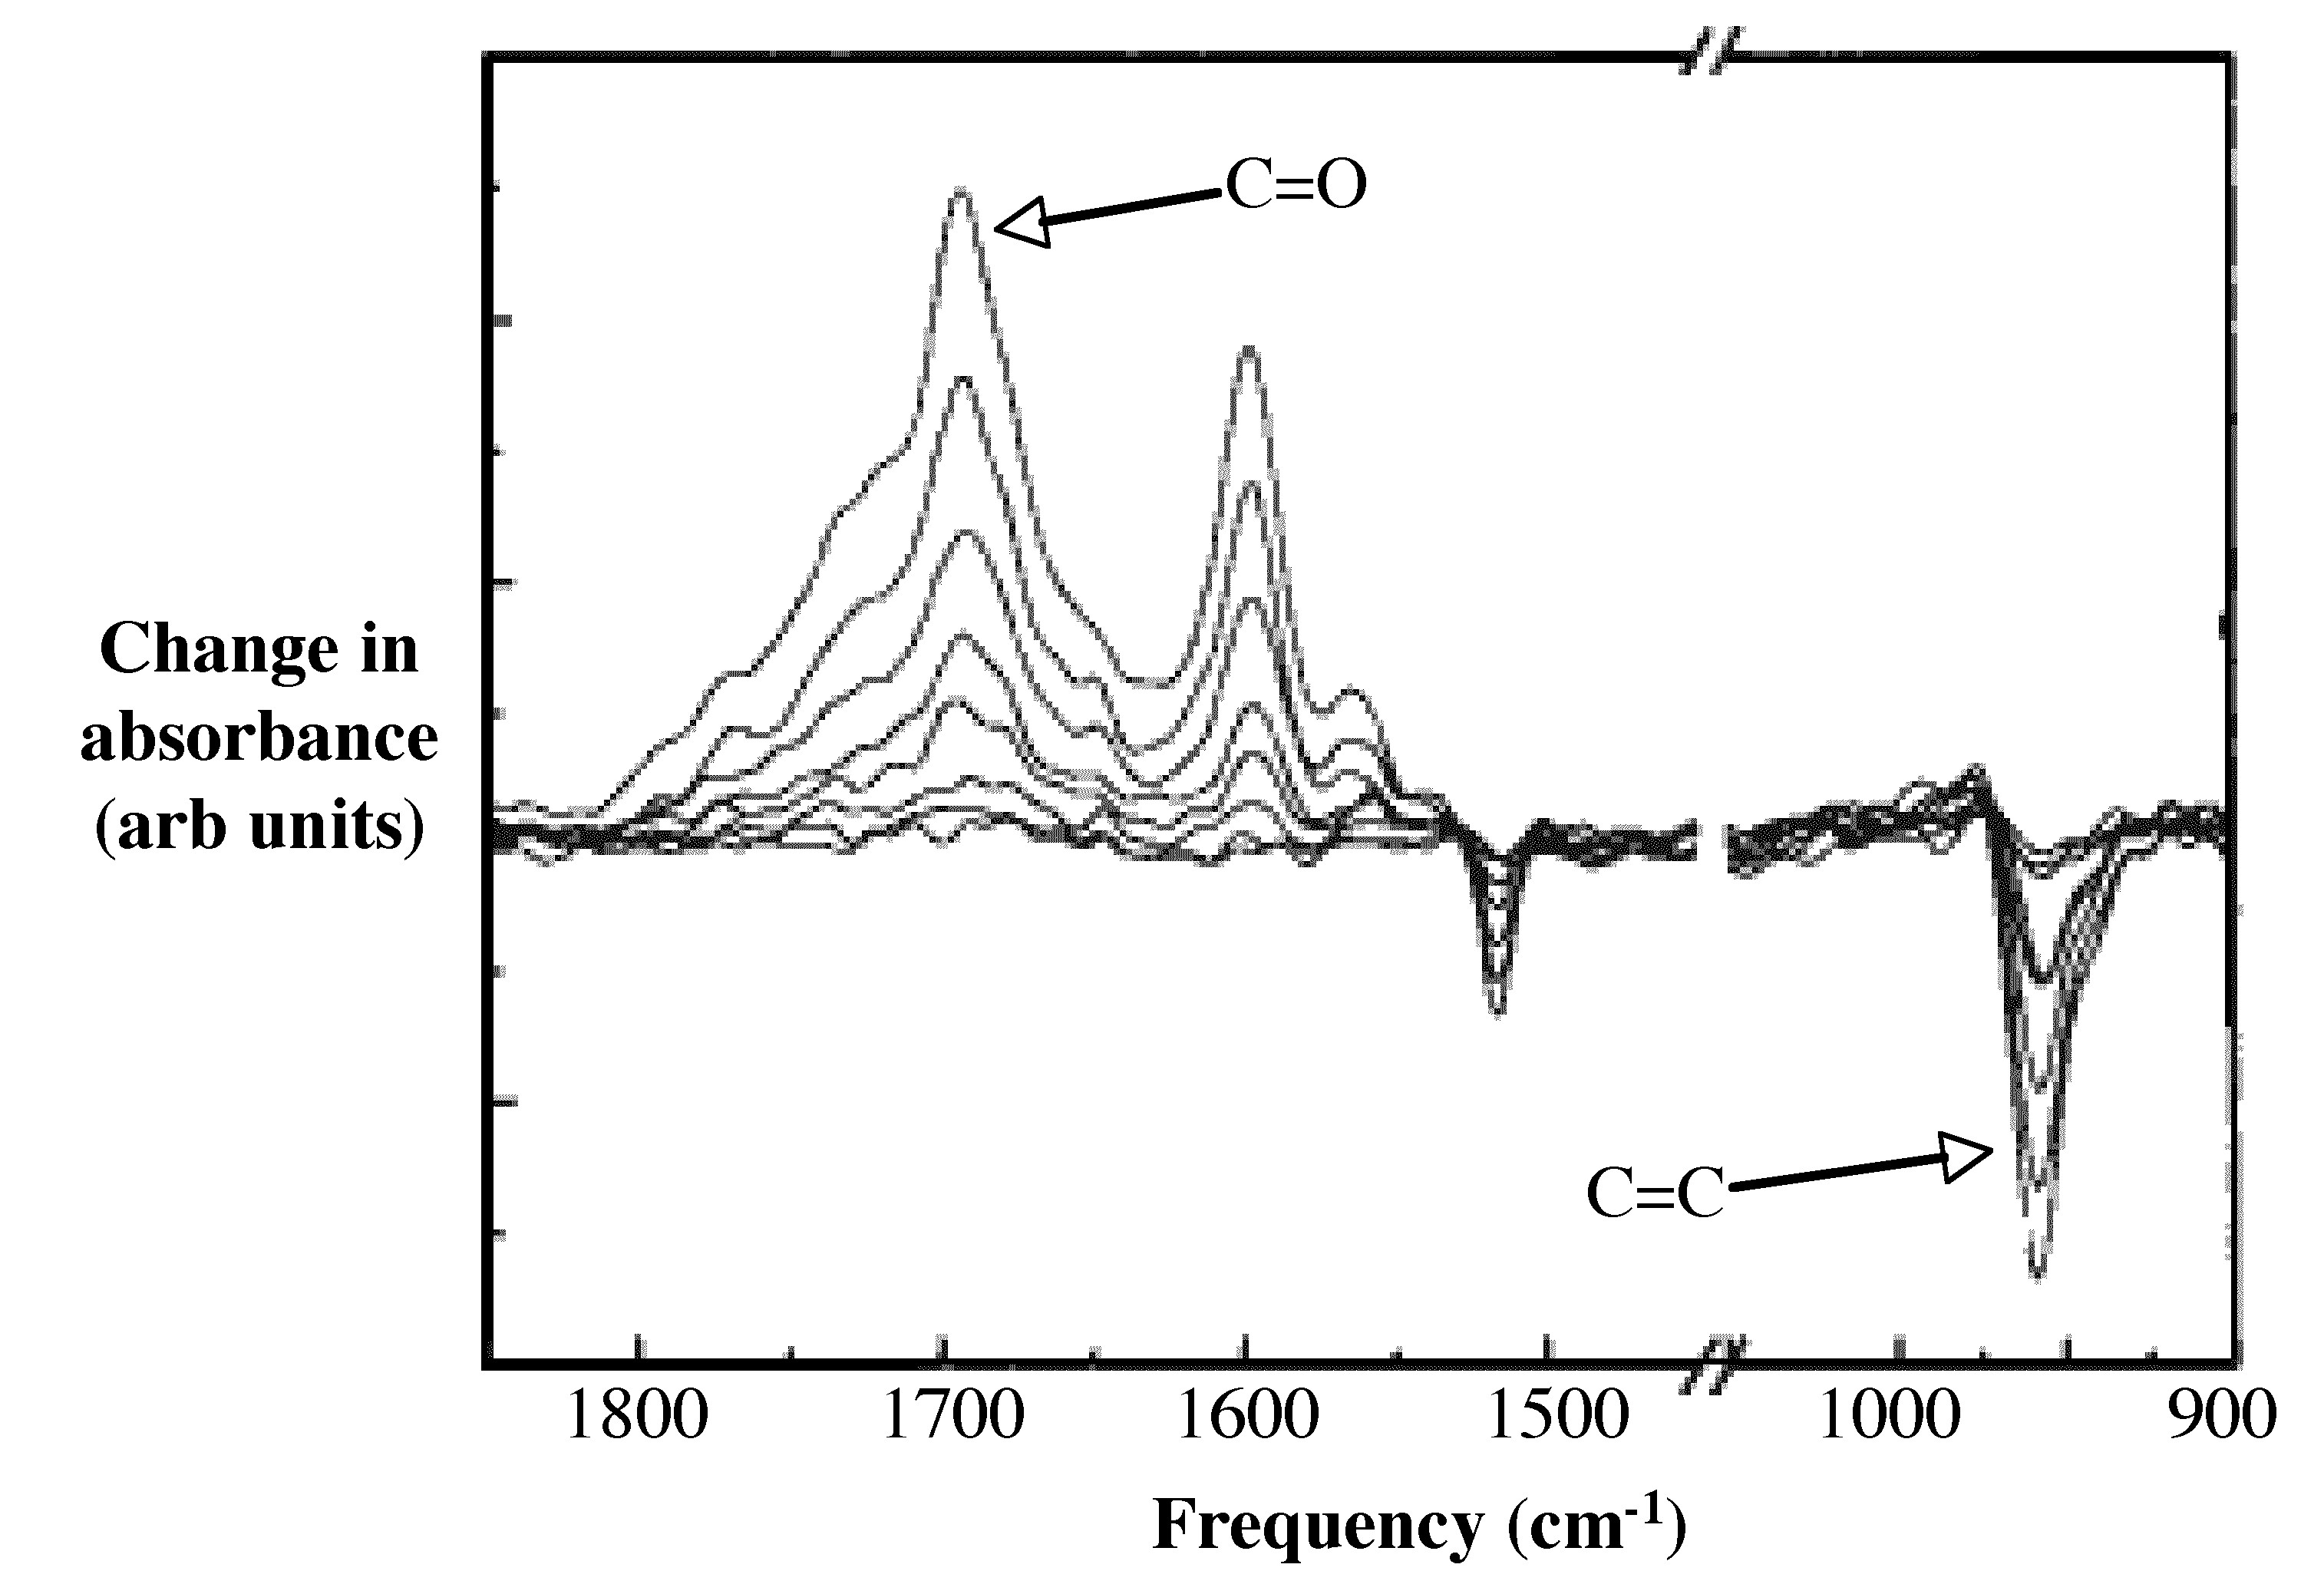 C=O
Change in
absorbance
(arb units)
C=C
1800 1700 1600 1500 1000 900
Frequency (cm⁻¹)